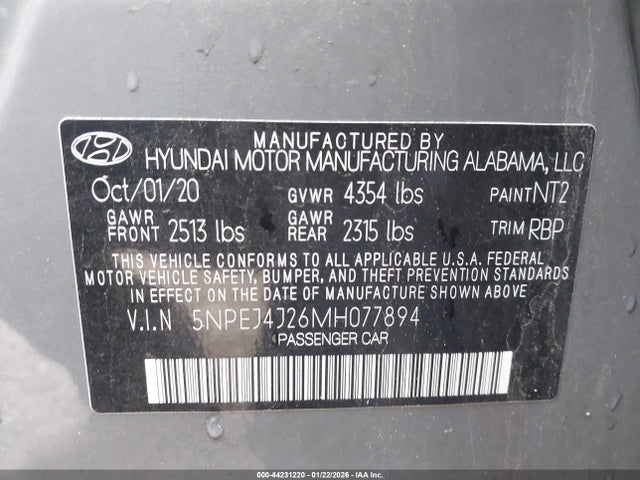 MANUFACTURED BY
HYUNDAI MOTOR MANUFACTURING ALABAMA, LLC
Oct/01/20 GVWR 4354 lbs PAINT NT2
GAWR FRONT 2513 lbs GAWR REAR 2315 lbs TRIM RBP
THIS VEHICLE CONFORMS TO ALL APPLICABLE U.S.A. FEDERAL
MOTOR VEHICLE SAFETY, BUMPER, AND THEFT PREVENTION STANDARDS
IN EFFECT ON THE DATE OF MANUFACTURE SHOWN ABOVE.
V.I.N 5NPEJ4J26MH077894
PASSENGER CAR
000-44231220 - 01/22/2026 - IAACT